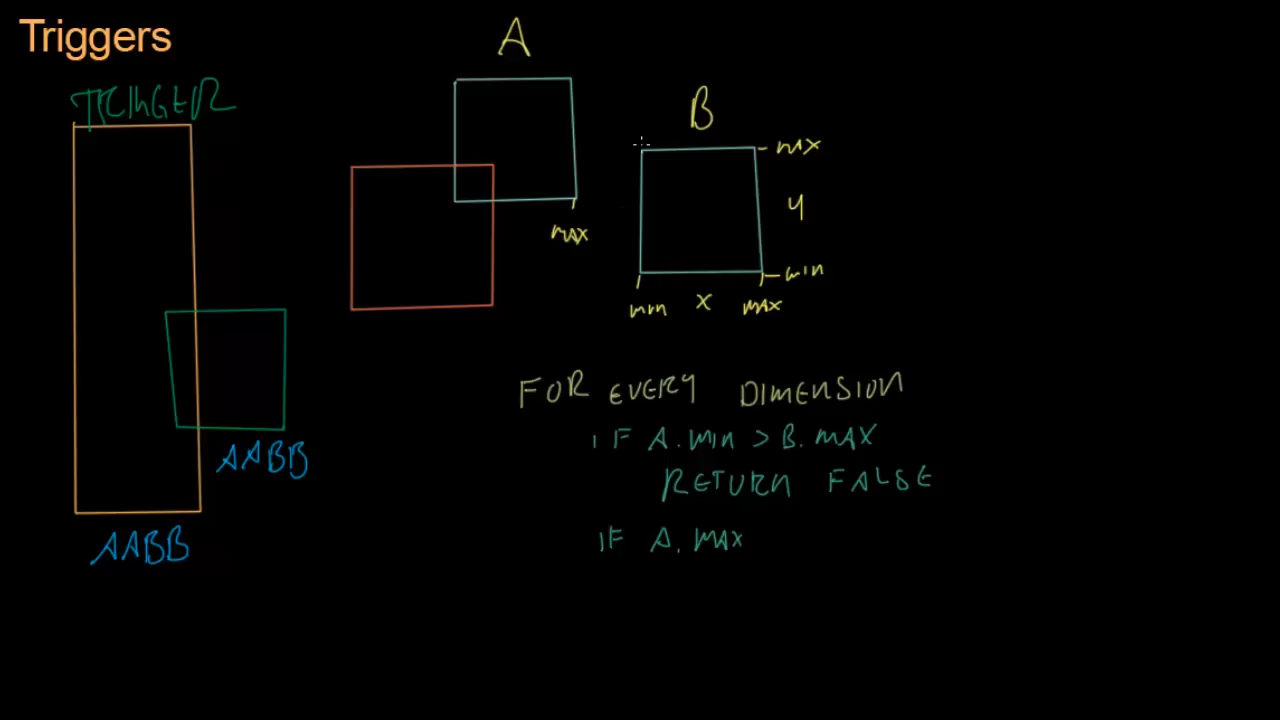 Triggers
TRIGGER
AABB
AABB
A
max
B
max
y
min
min x max
FOR EVERY DIMENSION
IF A.min > B.MAX
RETURN FALSE
IF A.MAX